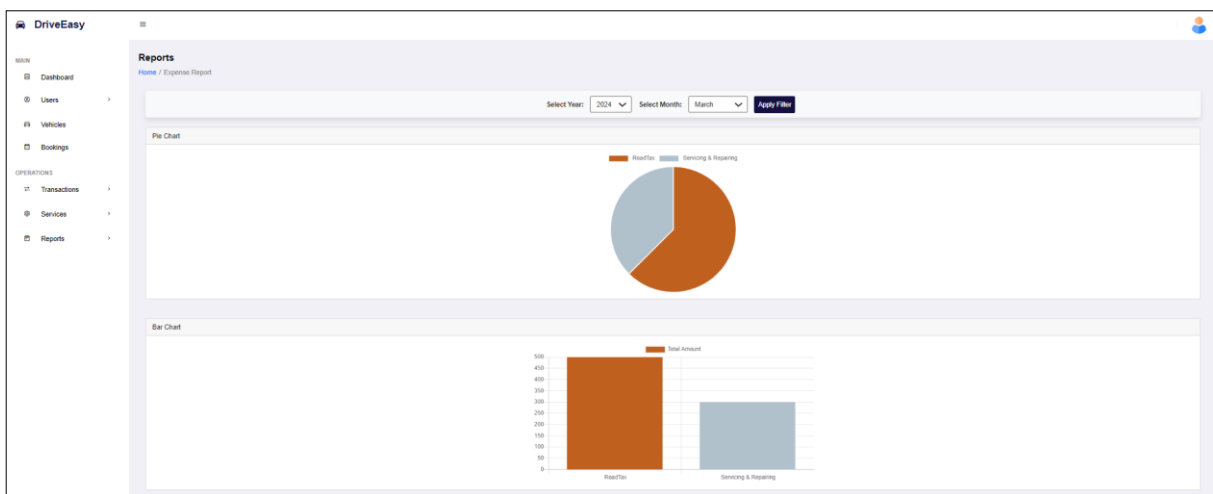 DriveEasy
MAIN
Dashboard
Users
Vehicles
Bookings
OPERATIONS
Transactions
Services
Reports
Reports
Home / Expense Report
Select Year: 2024 Select Month: March Apply Filter
Pie Chart
RoadTax Servicing & Repairing
Bar Chart
Total Amount
500
450
400
350
300
250
200
150
100
50
0
RoadTax Servicing & Repairing